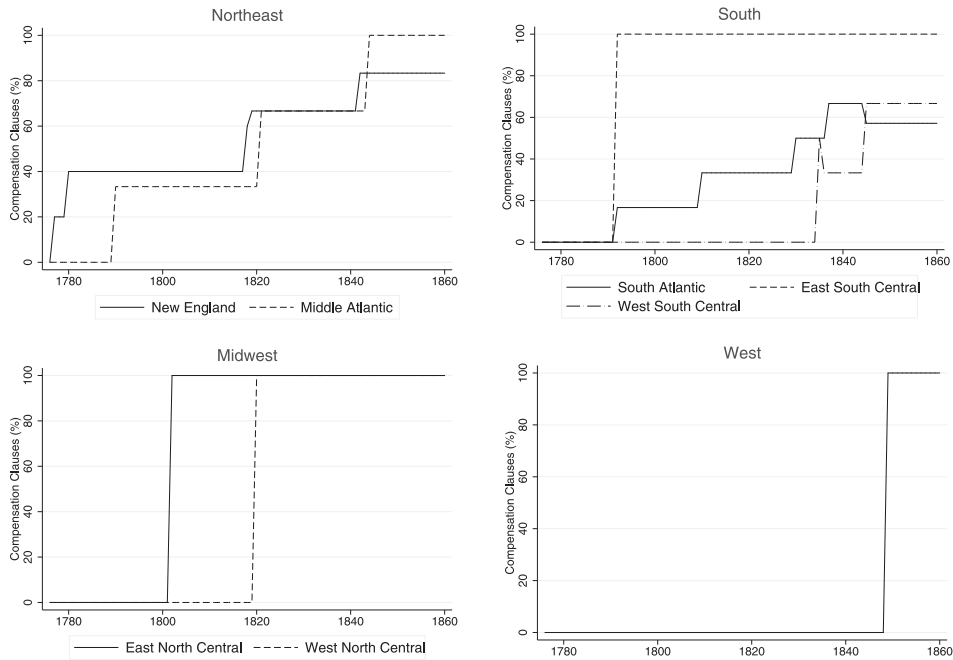 Northeast
Compensation Clauses (%)
100
80
60
40
20
0
1780 1800 1820 1840 1860
New England Middle Atlantic
South
Compensation Clauses (%)
100
80
60
40
20
0
1780 1800 1820 1840 1860
South Atlantic East South Central
West South Central
Midwest
Compensation Clauses (%)
100
80
60
40
20
0
1780 1800 1820 1840 1860
East North Central West North Central
West
Compensation Clauses (%)
100
80
60
40
20
0
1780 1800 1820 1840 1860